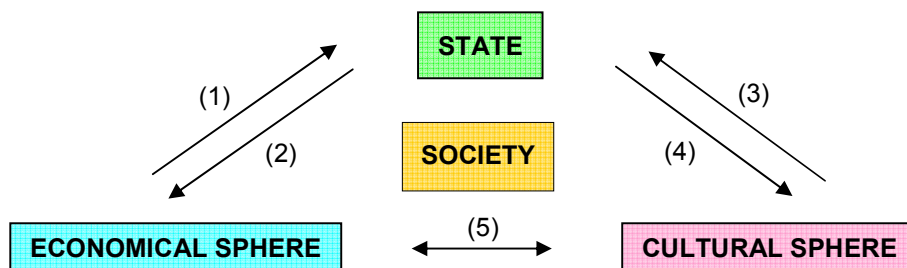 STATE
(1)
(3)
(2)
SOCIETY
(4)
(5)
ECONOMICAL SPHERE
CULTURAL SPHERE